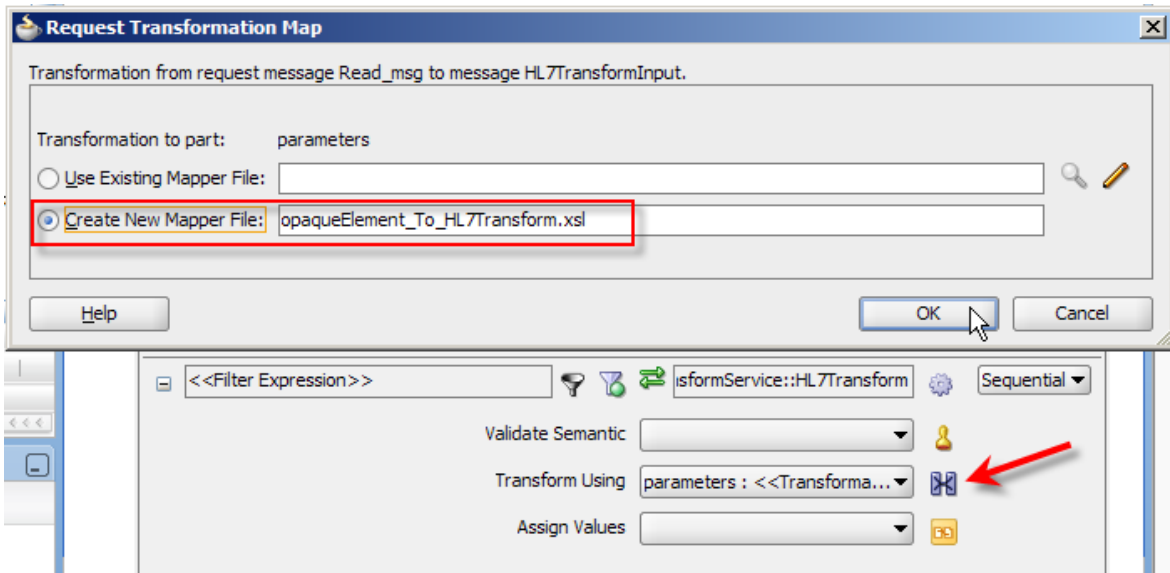 Request Transformation Map
Transformation from request message Read_msg to message HL7TransformInput.
Transformation to part: parameters
Use Existing Mapper File:
Create New Mapper File: opaqueElement_To_HL7Transform.xsl
Help OK Cancel
<<Filter Expression>> ısformService::HL7Transform Sequential
Validate Semantic
Transform Using parameters : <<Transforma...
Assign Values